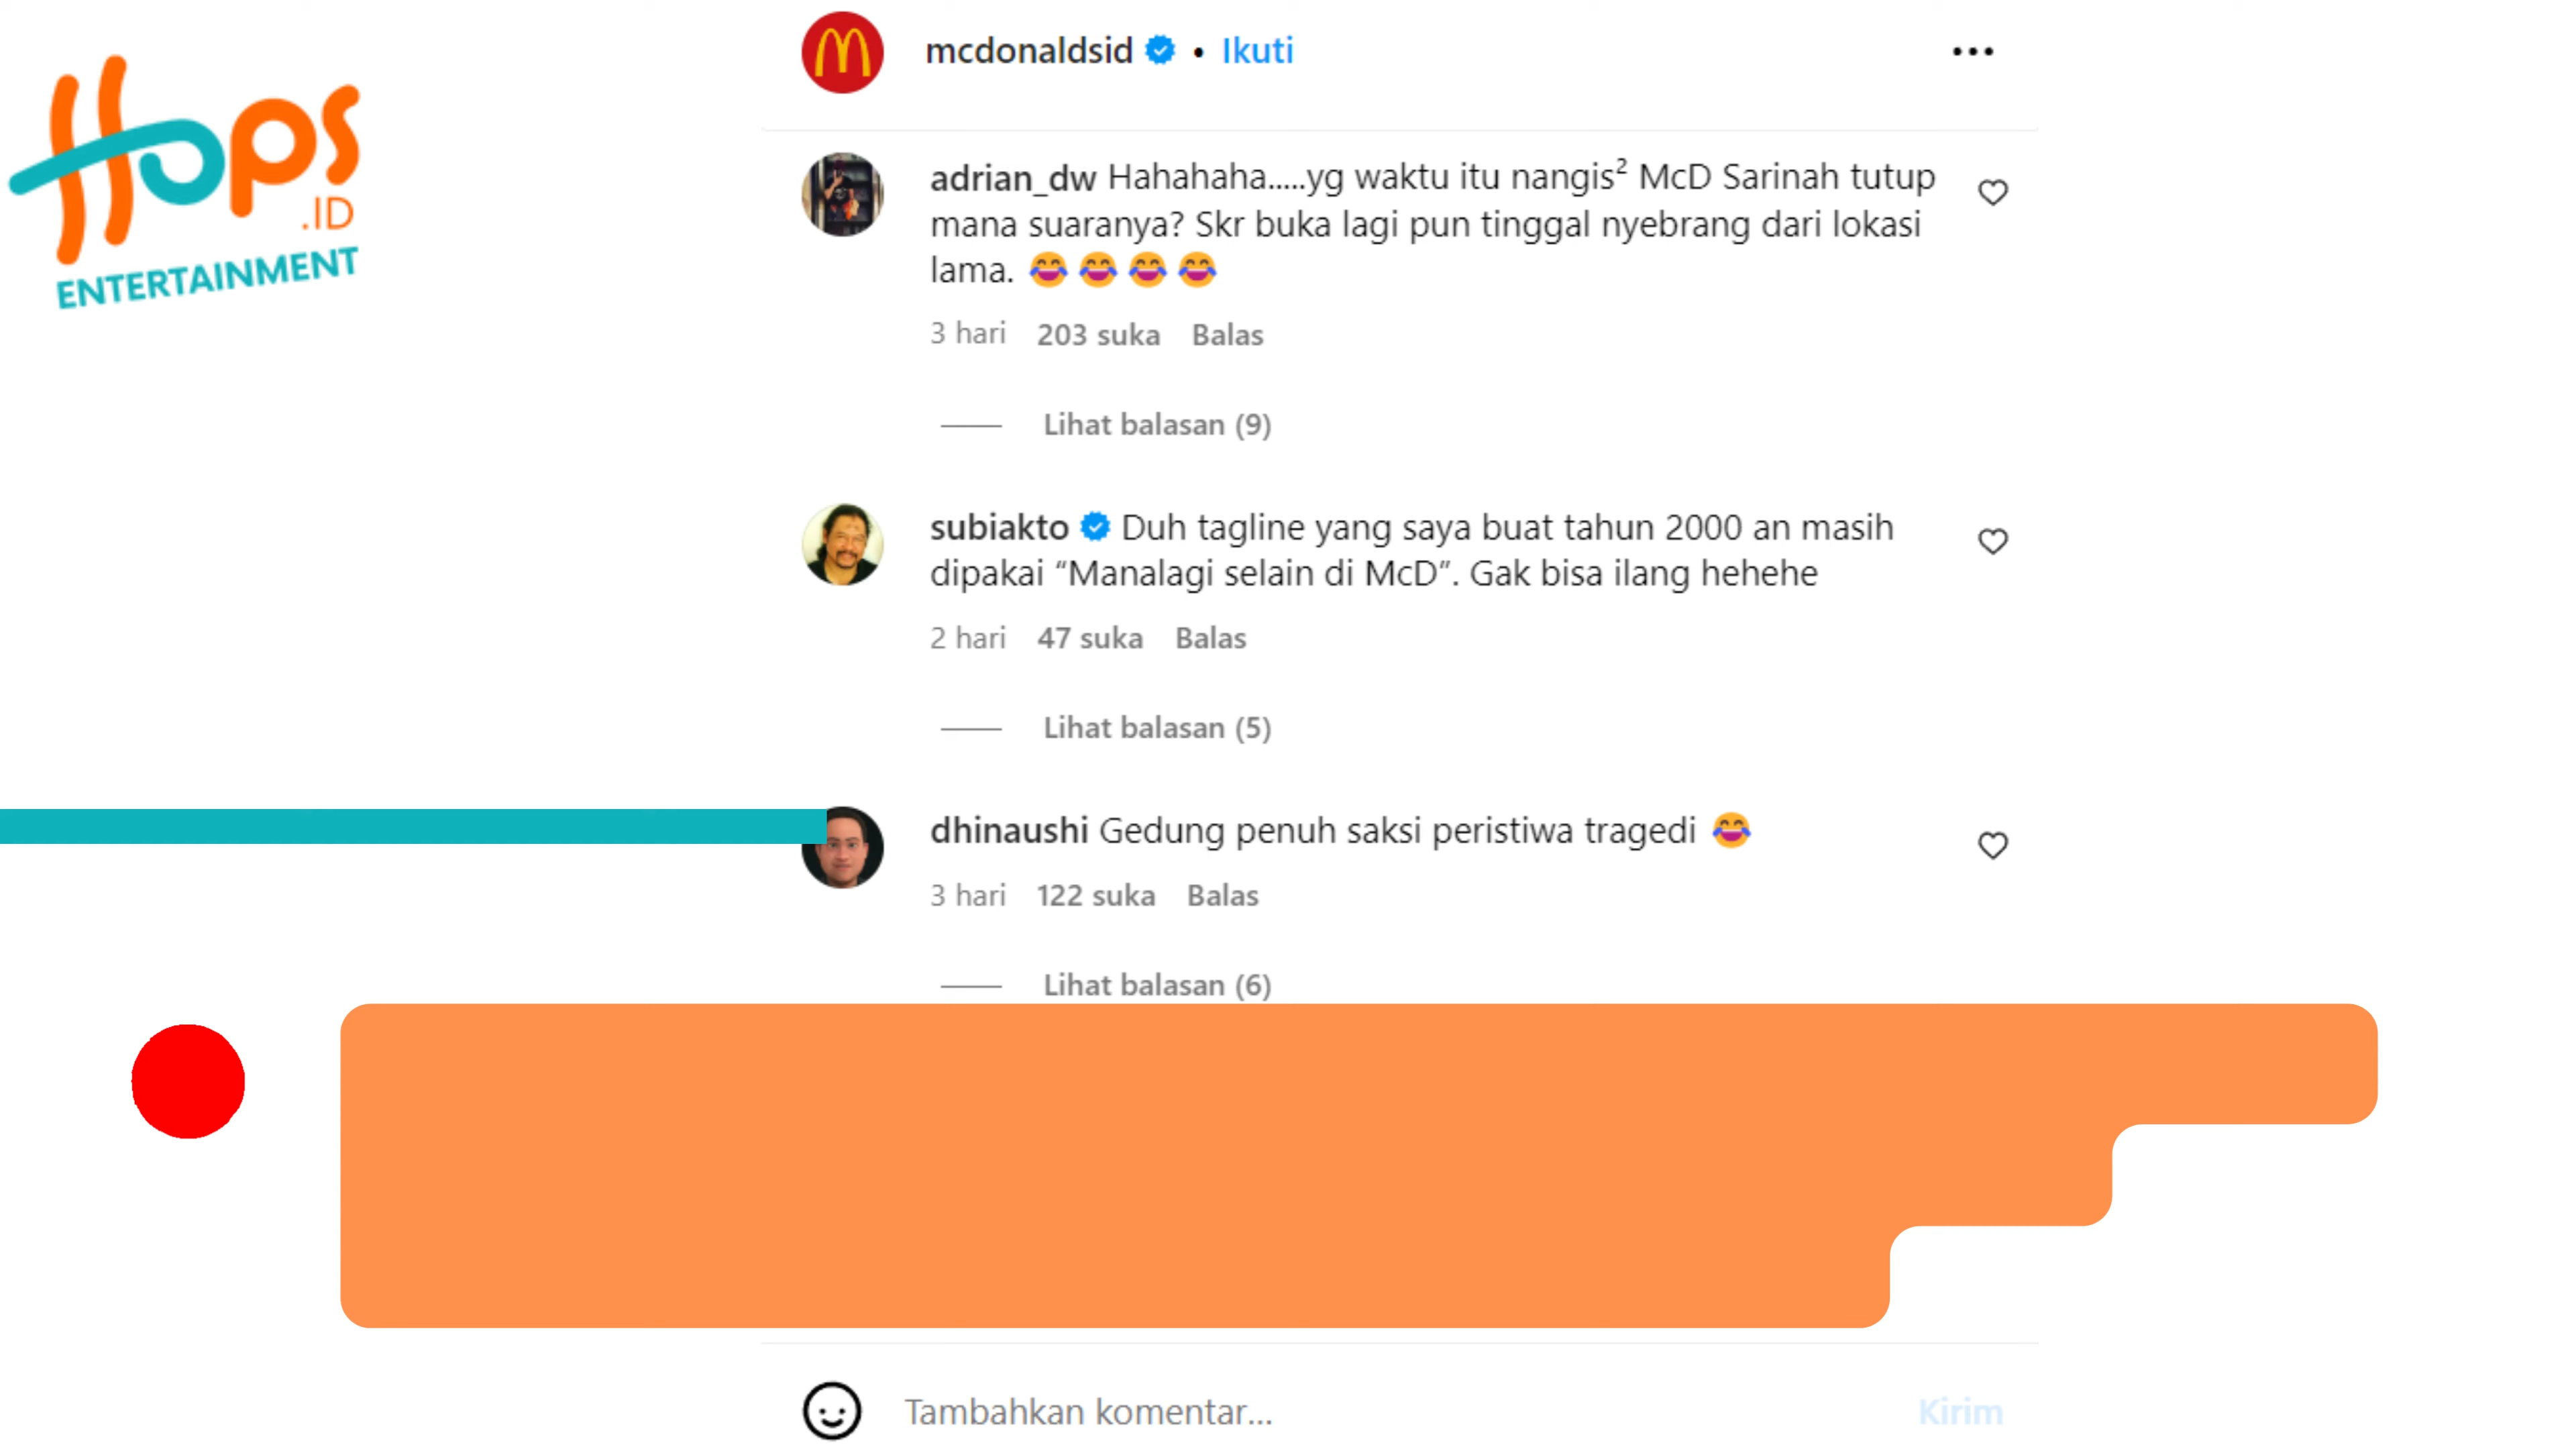 Hops
.ID
ENTERTAINMENT
mcdonaldsid • Ikuti
adrian_dw Hahahaha.....yg waktu itu nangis² McD Sarinah tutup
mana suaranya? Skr buka lagi pun tinggal nyebrang dari lokasi
lama. 😂😂😂😂
3 hari 203 suka Balas
Lihat balasan (9)
subiakto Duh tagline yang saya buat tahun 2000 an masih
dipakai “Manalagi selain di McD”. Gak bisa ilang hehehe
2 hari 47 suka Balas
Lihat balasan (5)
dhinaushi Gedung penuh saksi peristiwa tragedi 😂
3 hari 122 suka Balas
Lihat balasan (6)
Tambahkan komentar...
Kirim